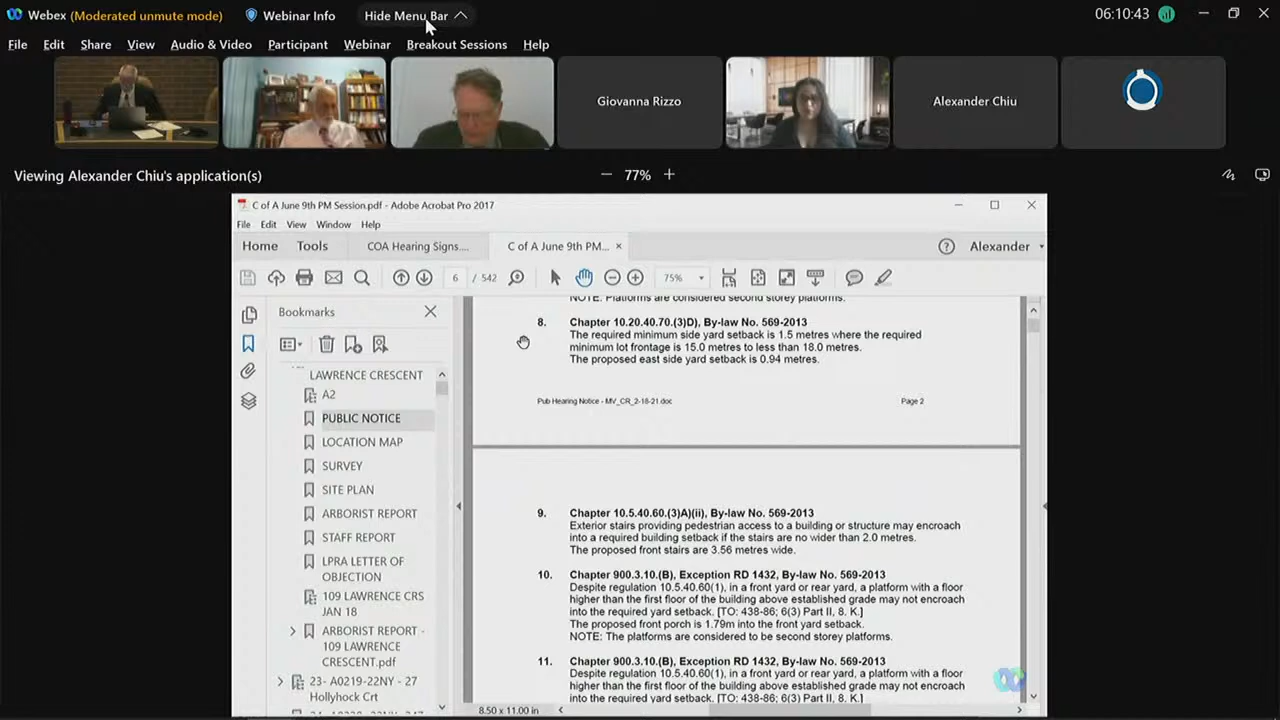 Webex (Moderated unmute mode) Webinar Info Hide Menu Bar 06:10:43
File Edit Share View Audio & Video Participant Webinar Breakout Sessions Help
Giovanna Rizzo
Alexander Chiu
Viewing Alexander Chiu's application(s) 77%
C of A June 9th PM Session.pdf - Adobe Acrobat Pro 2017
File Edit View Window Help
Home Tools COA Hearing Signs.... C of A June 9th PM... × Alexander
6 / 542 75%
Bookmarks
LAWRENCE CRESCENT
A2
PUBLIC NOTICE
LOCATION MAP
SURVEY
SITE PLAN
ARBORIST REPORT
STAFF REPORT
LPRA LETTER OF
OBJECTION
109 LAWRENCE CRS
JAN 18
ARBORIST REPORT -
109 LAWRENCE
CRESCENT.pdf
23- A0219-22NY - 27
Hollyhock Crt
NOTE: Platforms are considered second storey platforms.
8. Chapter 10.20.40.70.(3)D), By-law No. 569-2013
The required minimum side yard setback is 1.5 metres where the required
minimum lot frontage is 15.0 metres to less than 18.0 metres.
The proposed east side yard setback is 0.94 metres.
Pub Hearing Notice - MV_CR_2-18-21.doc Page 2
9. Chapter 10.5.40.60.(3)A)(ii), By-law No. 569-2013
Exterior stairs providing pedestrian access to a building or structure may encroach
into a required building setback if the stairs are no wider than 2.0 metres.
The proposed front stairs are 3.56 metres wide.
10. Chapter 900.3.10.(B), Exception RD 1432, By-law No. 569-2013
Despite regulation 10.5.40.60(1), in a front yard or rear yard, a platform with a floor
higher than the first floor of the building above established grade may not encroach
into the required yard setback. [TO: 438-86; 6(3) Part II, 8. K.]
The proposed front porch is 1.79m into the front yard setback.
NOTE: The platforms are considered to be second storey platforms.
11. Chapter 900.3.10.(B), Exception RD 1432, By-law No. 569-2013
Despite regulation 10.5.40.60(1), in a front yard or rear yard, a platform with a floor
higher than the first floor of the building above established grade may not encroach
into the required yard setback. [TO: 438-86; 6(3) Part II, 8. K.]
8.50 x 11.00 in